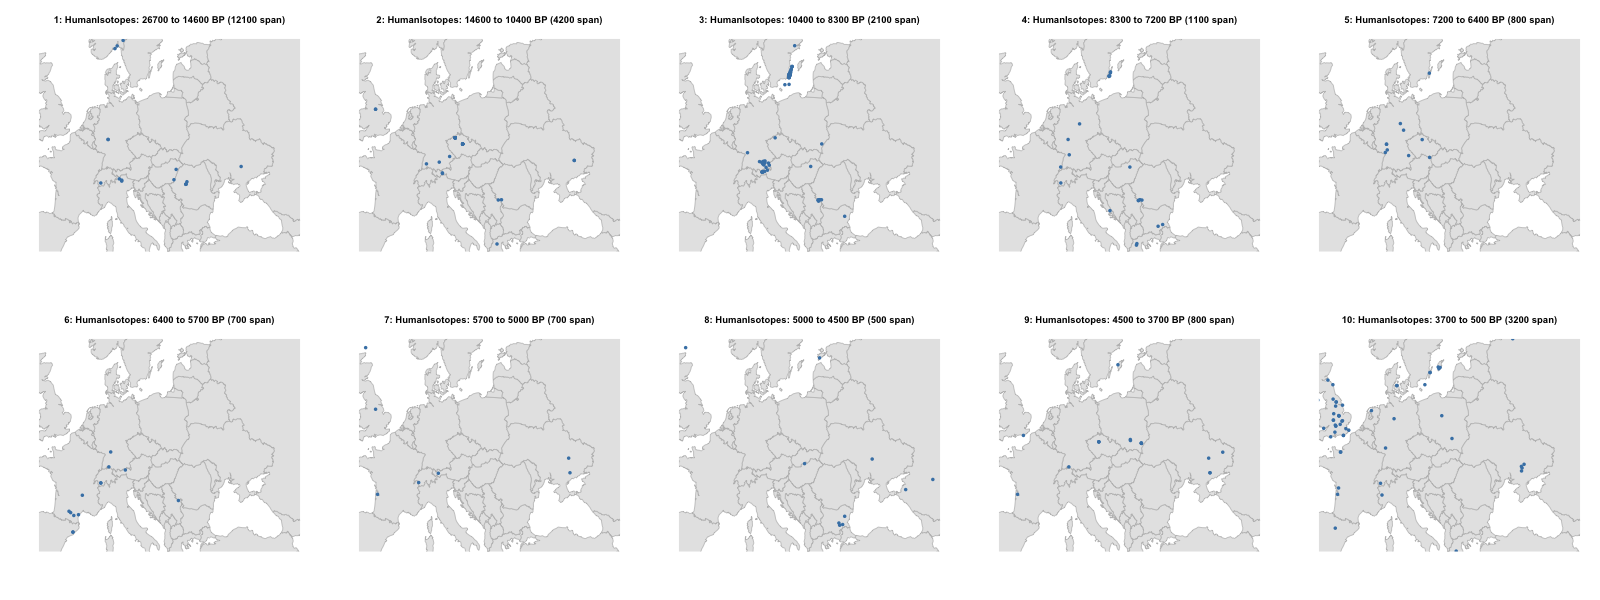 1: HumanIsotopes: 26700 to 14600 BP (12100 span)
2: HumanIsotopes: 14600 to 10400 BP (4200 span)
3: HumanIsotopes: 10400 to 8300 BP (2100 span)
4: HumanIsotopes: 8300 to 7200 BP (1100 span)
5: HumanIsotopes: 7200 to 6400 BP (800 span)
6: HumanIsotopes: 6400 to 5700 BP (700 span)
7: HumanIsotopes: 5700 to 5000 BP (700 span)
8: HumanIsotopes: 5000 to 4500 BP (500 span)
9: HumanIsotopes: 4500 to 3700 BP (800 span)
10: HumanIsotopes: 3700 to 500 BP (3200 span)